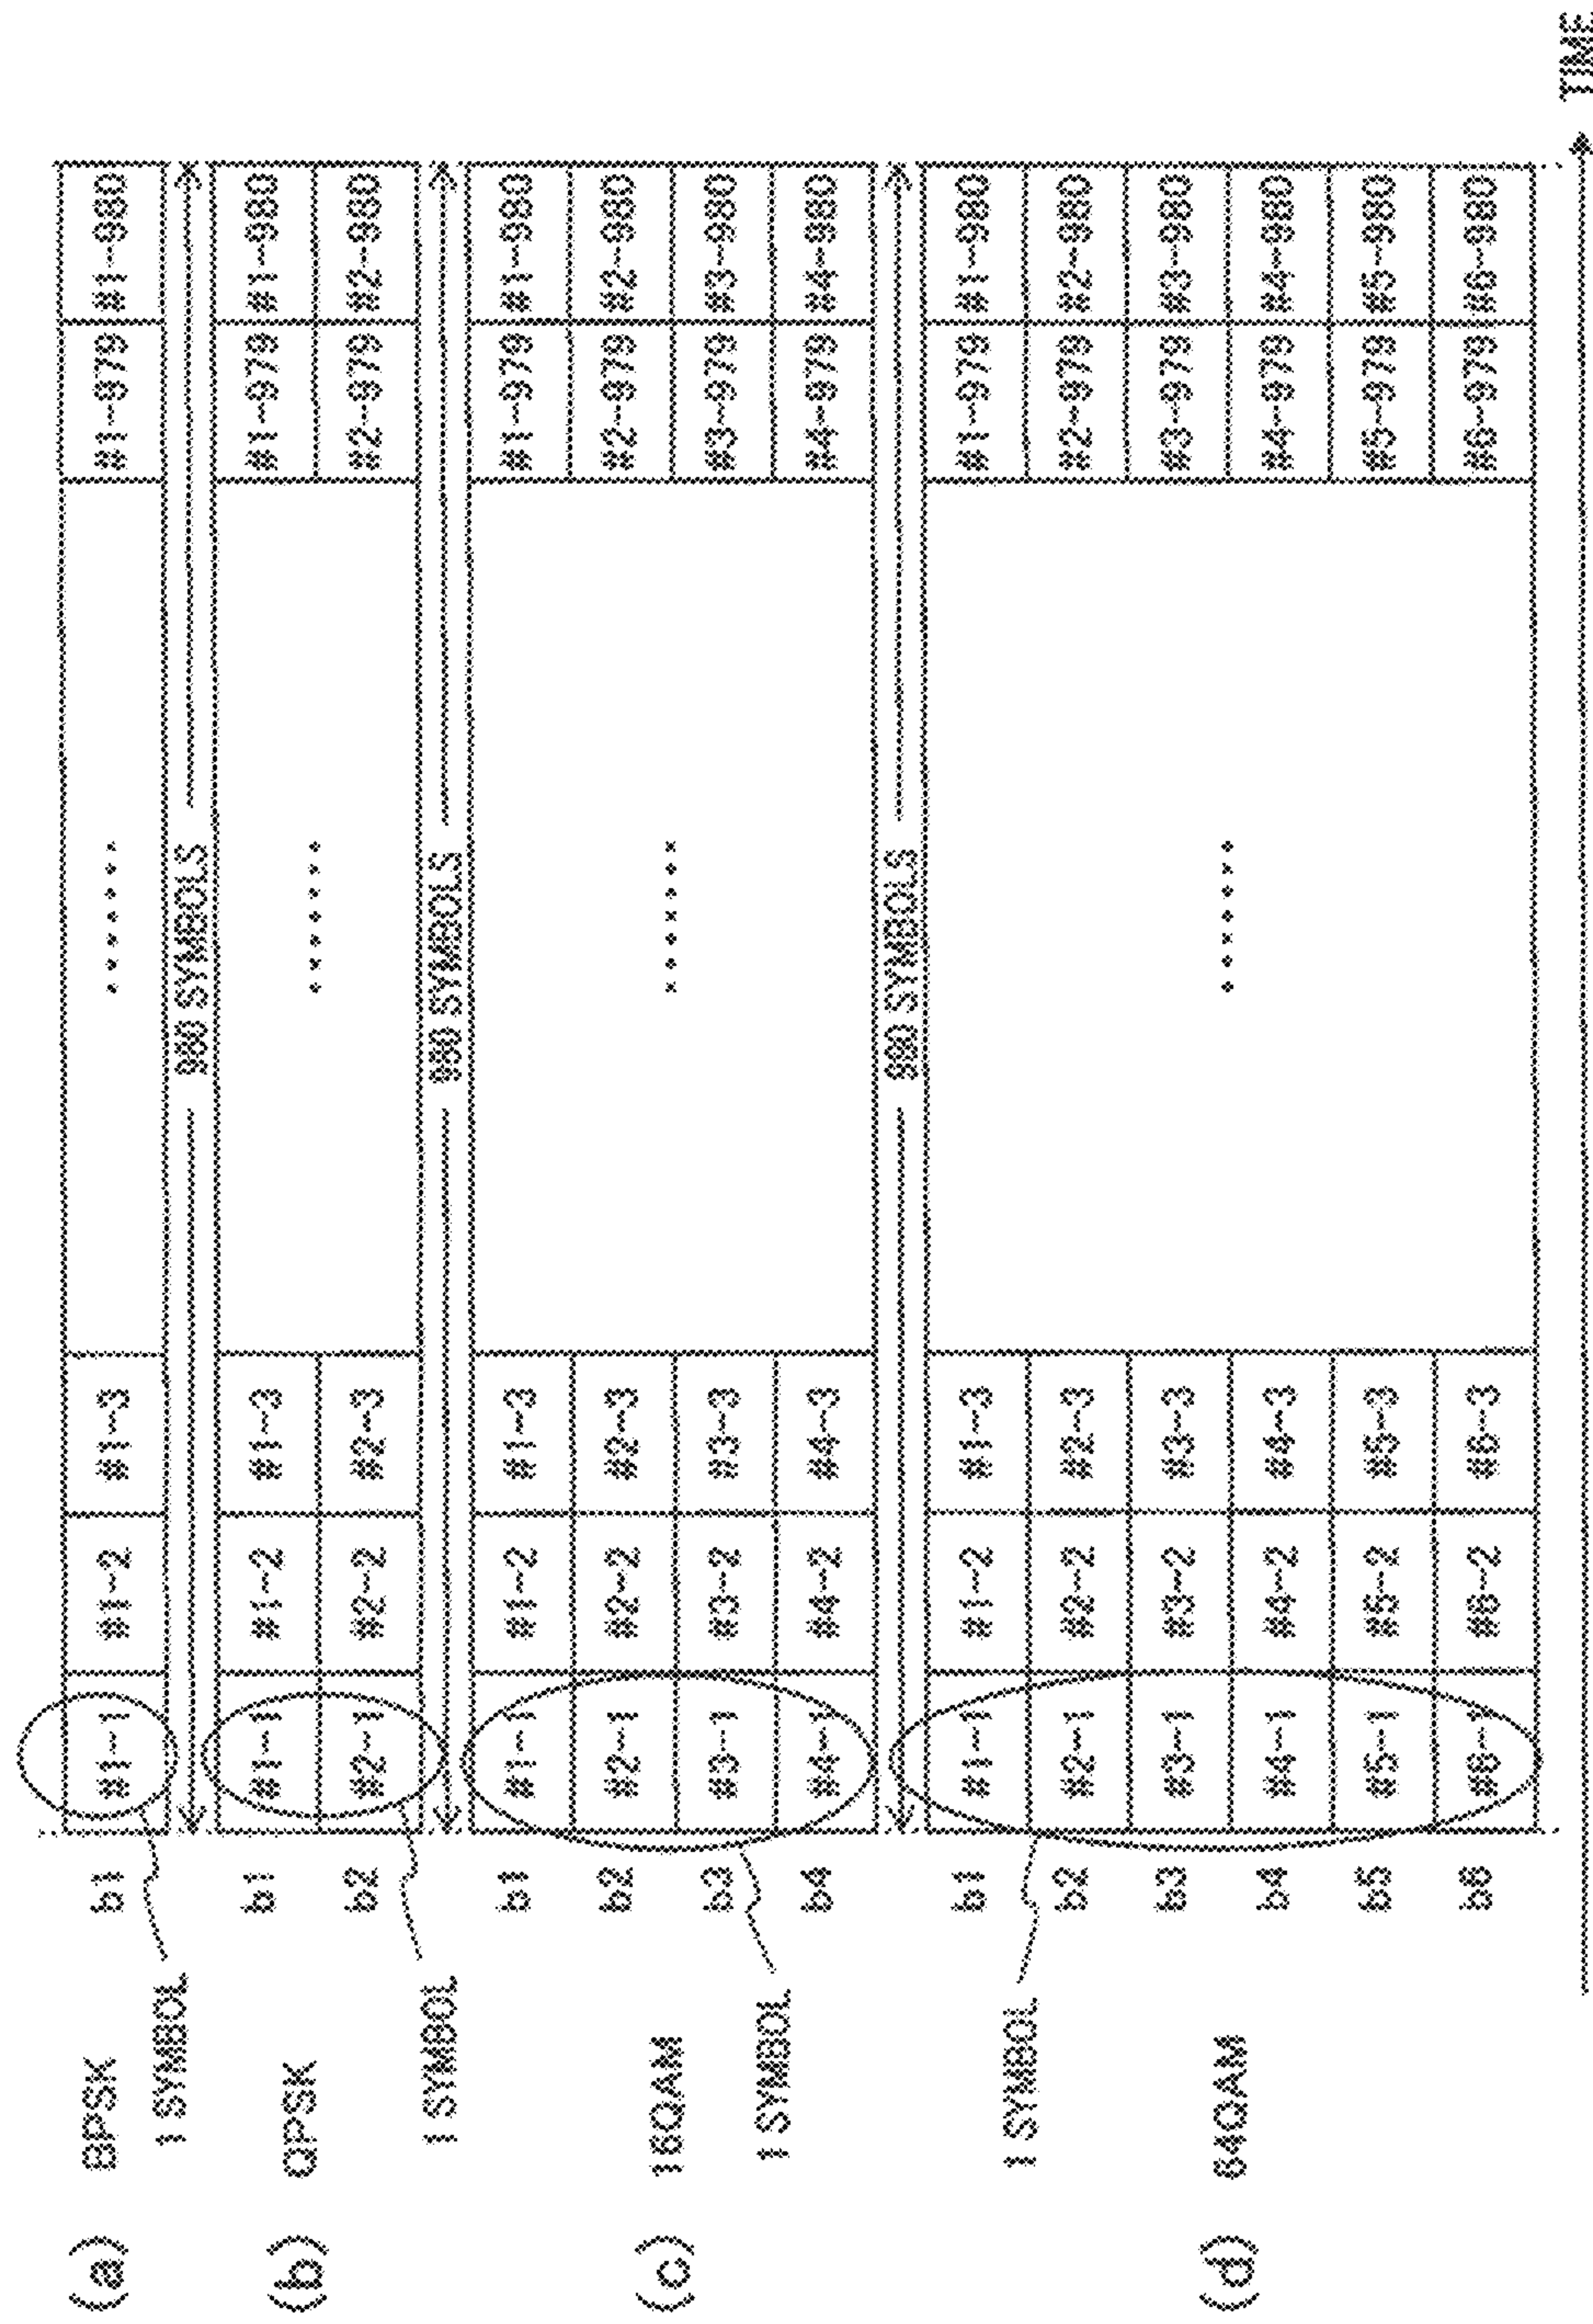 (a) BPSK
1 SYMBOL
b1 #1-1 #1-2 #1-3 ······ #1-979 #1-980
980 SYMBOLS
(b) QPSK
1 SYMBOL
b1 #1-1 #1-2 #1-3 #1-979 #1-980
······
b2 #2-1 #2-2 #2-3 #2-979 #2-980
980 SYMBOLS
(c) 16QAM
1 SYMBOL
b1 #1-1 #1-2 #1-3 #1-979 #1-980
b2 #2-1 #2-2 #2-3 #2-979 #2-980
······
b3 #3-1 #3-2 #3-3 #3-979 #3-980
b4 #4-1 #4-2 #4-3 #4-979 #4-980
980 SYMBOLS
1 SYMBOL
(d) 64QAM
b1 #1-1 #1-2 #1-3 #1-979 #1-980
b2 #2-1 #2-2 #2-3 #2-979 #2-980
b3 #3-1 #3-2 #3-3 #3-979 #3-980
······
b4 #4-1 #4-2 #4-3 #4-979 #4-980
b5 #5-1 #5-2 #5-3 #5-979 #5-980
b6 #6-1 #6-2 #6-3 #6-979 #6-980
TIME